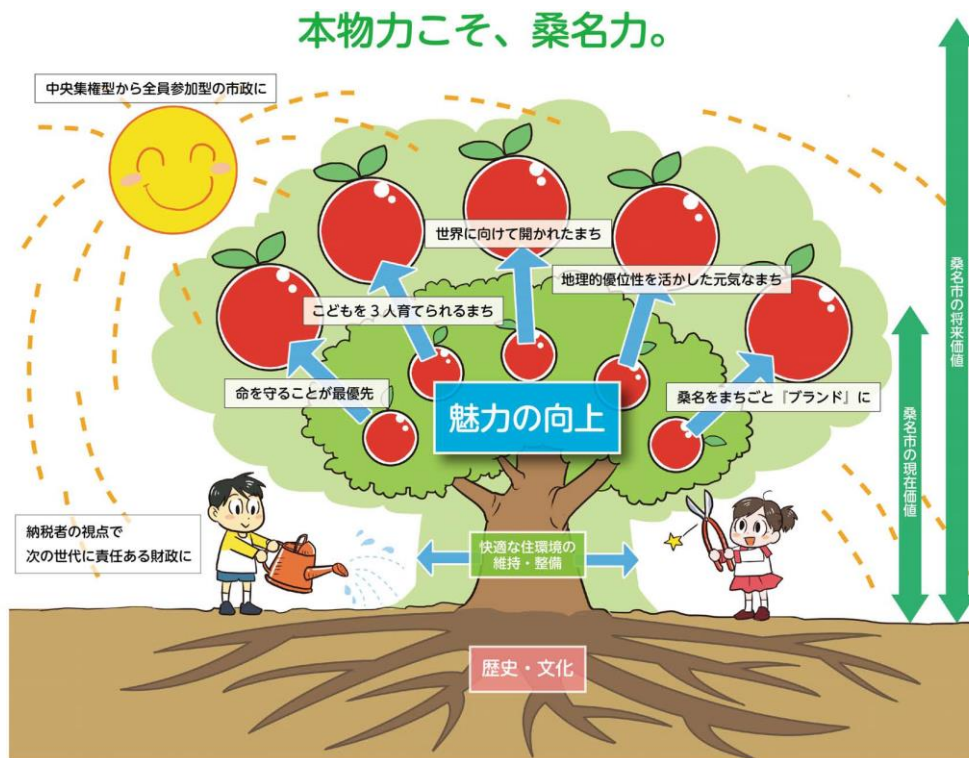 本物力こそ、桑名力。
中央集権型から全員参加型の市政に
世界に向けて開かれたまち
地理的優位性を活かした元気なまち
こどもを3人育てられるまち
命を守ることが最優先
桑名をまちごと『ブランド』に
魅力の向上
桑名市の将来価値
桑名市の現在価値
納税者の視点で
次の世代に責任ある財政に
快適な住環境の
維持・整備
歴史・文化